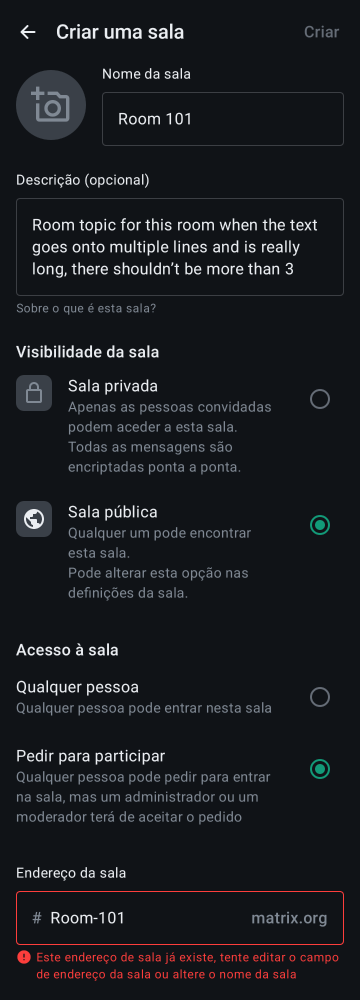 Criar uma sala
Criar
Nome da sala
Room 101
Descrição (opcional)
Room topic for this room when the text
goes onto multiple lines and is really
long, there shouldn’t be more than 3
Sobre o que é esta sala?
Visibilidade da sala
Sala privada
Apenas as pessoas convidadas
podem aceder a esta sala.
Todas as mensagens são
encriptadas ponta a ponta.
Sala pública
Qualquer um pode encontrar
esta sala.
Pode alterar esta opção nas
definições da sala.
Acesso à sala
Qualquer pessoa
Qualquer pessoa pode entrar nesta sala
Pedir para participar
Qualquer pessoa pode pedir para entrar
na sala, mas um administrador ou um
moderador terá de aceitar o pedido
Endereço da sala
# Room-101 matrix.org
Este endereço de sala já existe, tente editar o campo
de endereço da sala ou altere o nome da sala